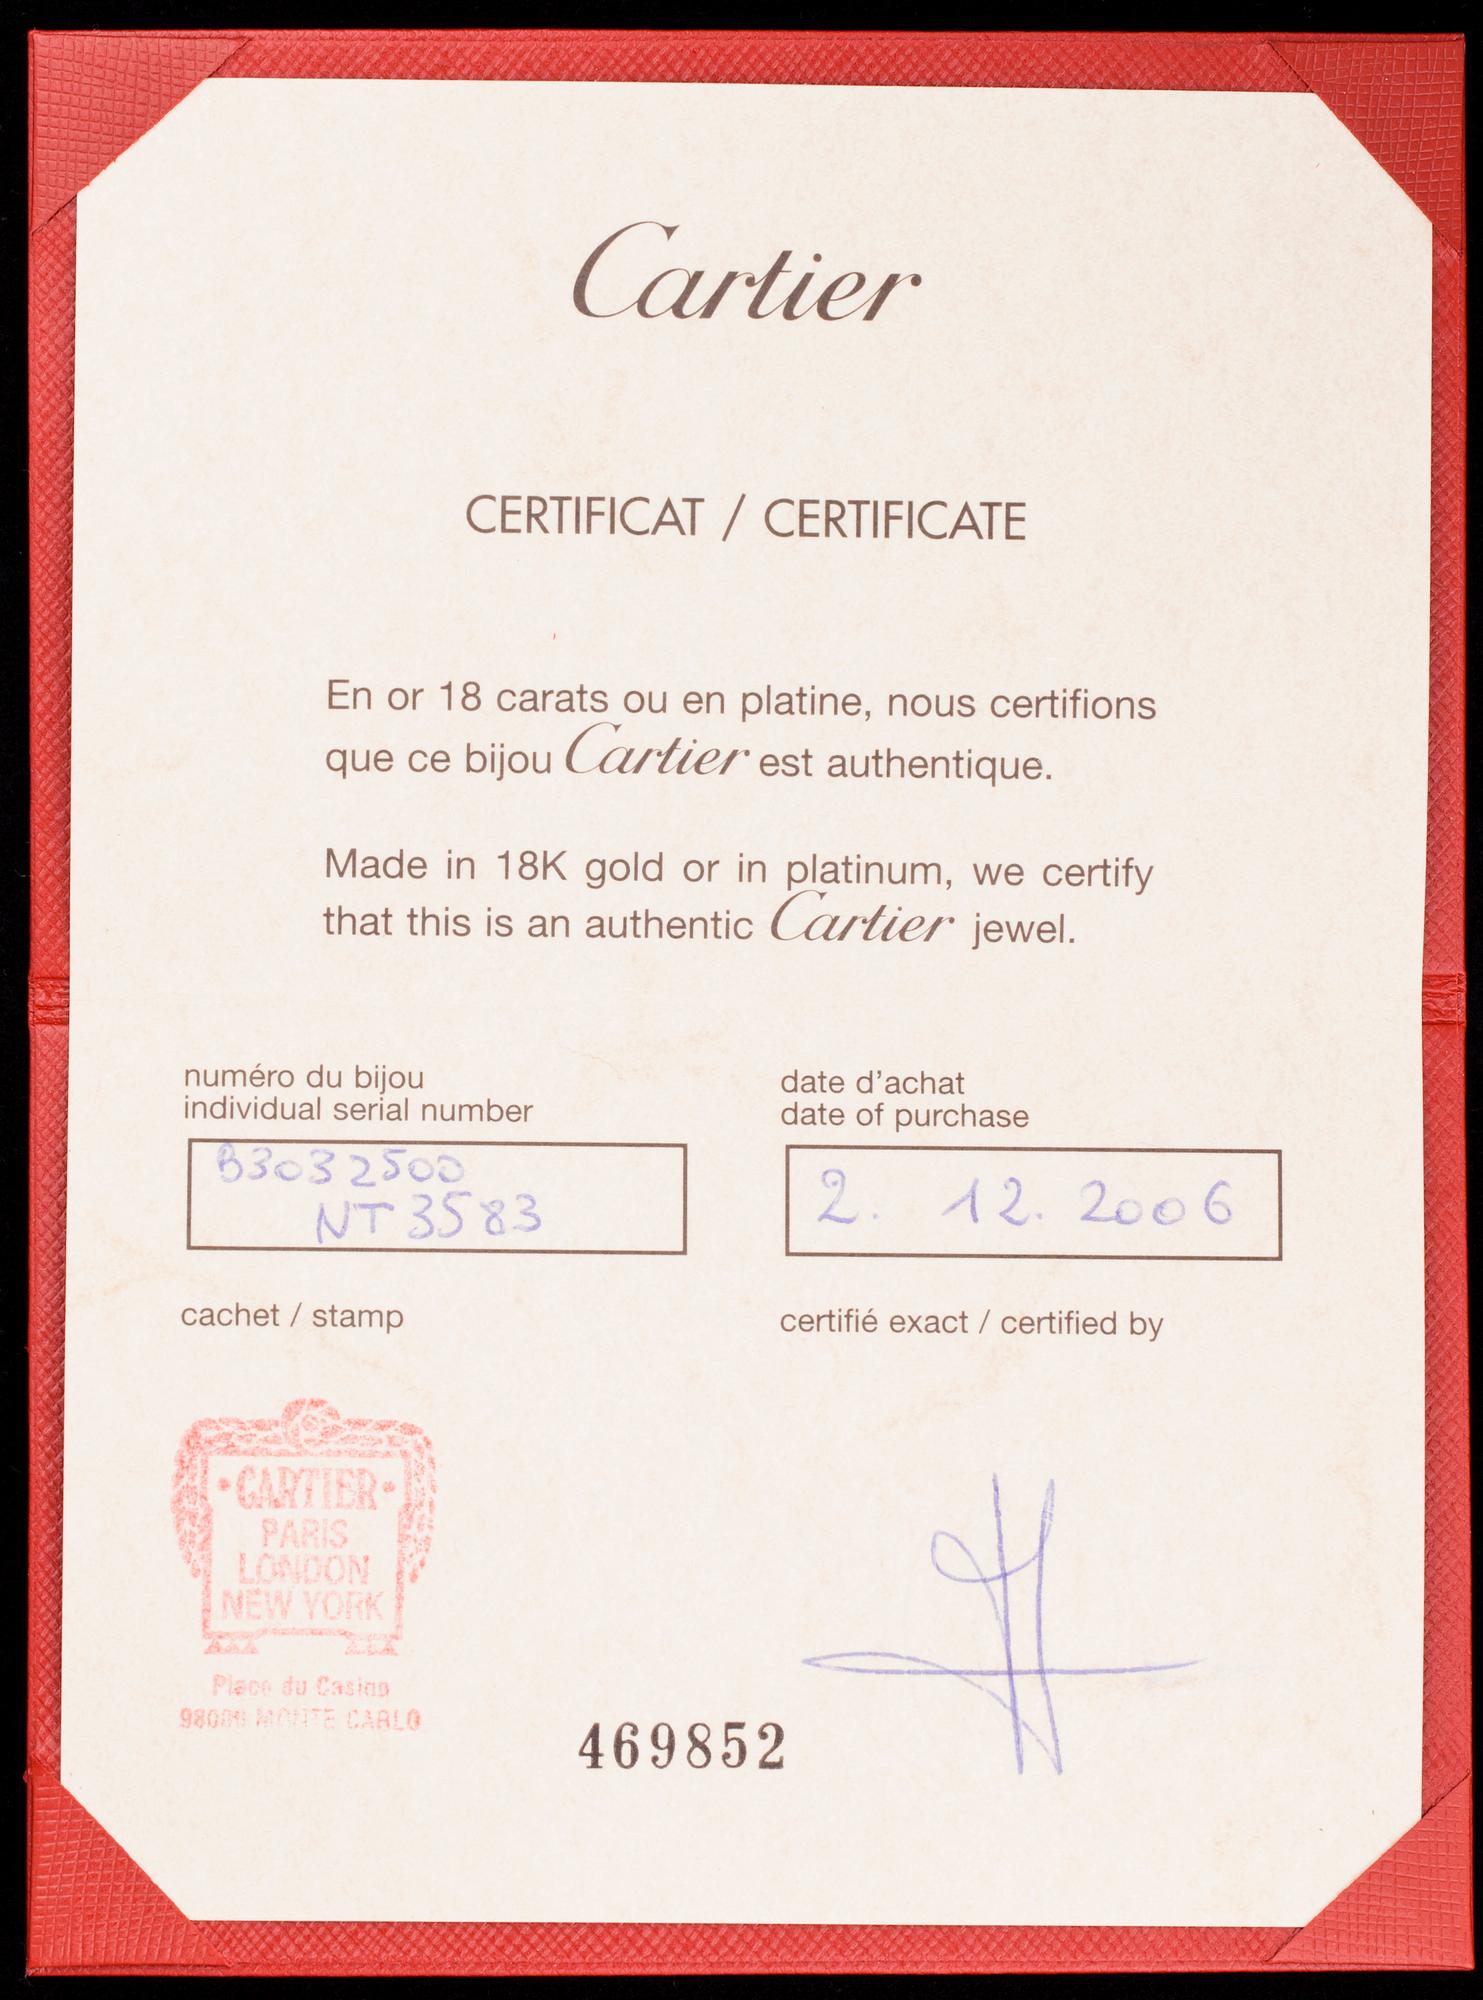 Cartier
CERTIFICAT / CERTIFICATE
En or 18 carats ou en platine, nous certifions
que ce bijou Cartier est authentique.
Made in 18K gold or in platinum, we certify
that this is an authentic Cartier jewel.
numéro du bijou
individual serial number
B3032500
NT3583
date d'achat
date of purchase
2. 12. 2006
cachet / stamp
certifié exact / certified by
·CARTIER·
PARIS
LONDON
NEW YORK
Place du Casino
MONTE CARLO
469852